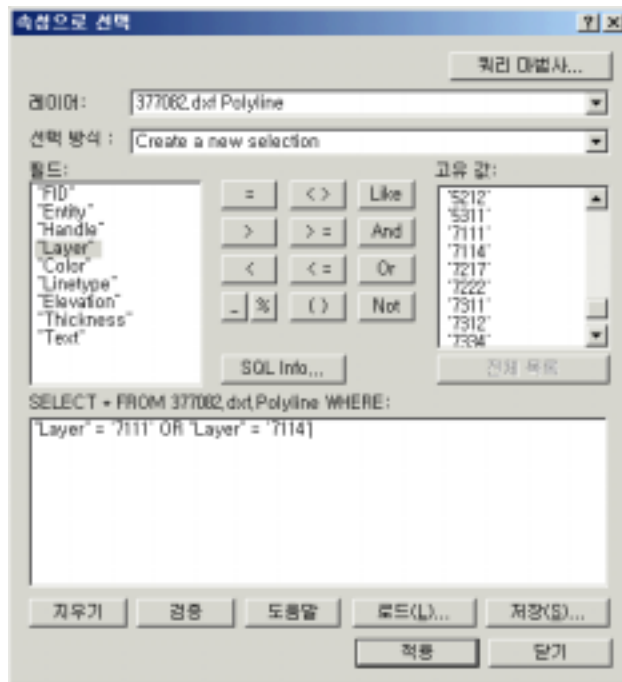 속성으로 선택
쿼리 마법사...
레이어: 377082.dxf Polyline
선택 방식 : Create a new selection
필드:
"FID"
"Entity"
"Handle"
"Layer"
"Color"
"Linetype"
"Elevation"
"Thickness"
"Text"
= <> Like
> >= And
< <= Or
_ % () Not
SQL Info...
고유 값:
'5212'
'5311'
'7111'
'7114'
'7217'
'7222'
'7311'
'7312'
'7334'
전체 목록
SELECT * FROM 377082.dxf.Polyline WHERE:
"Layer" = '7111' OR "Layer" = '7114'
지우기 검증 도움말 로드(L)... 저장(S)...
적용 닫기